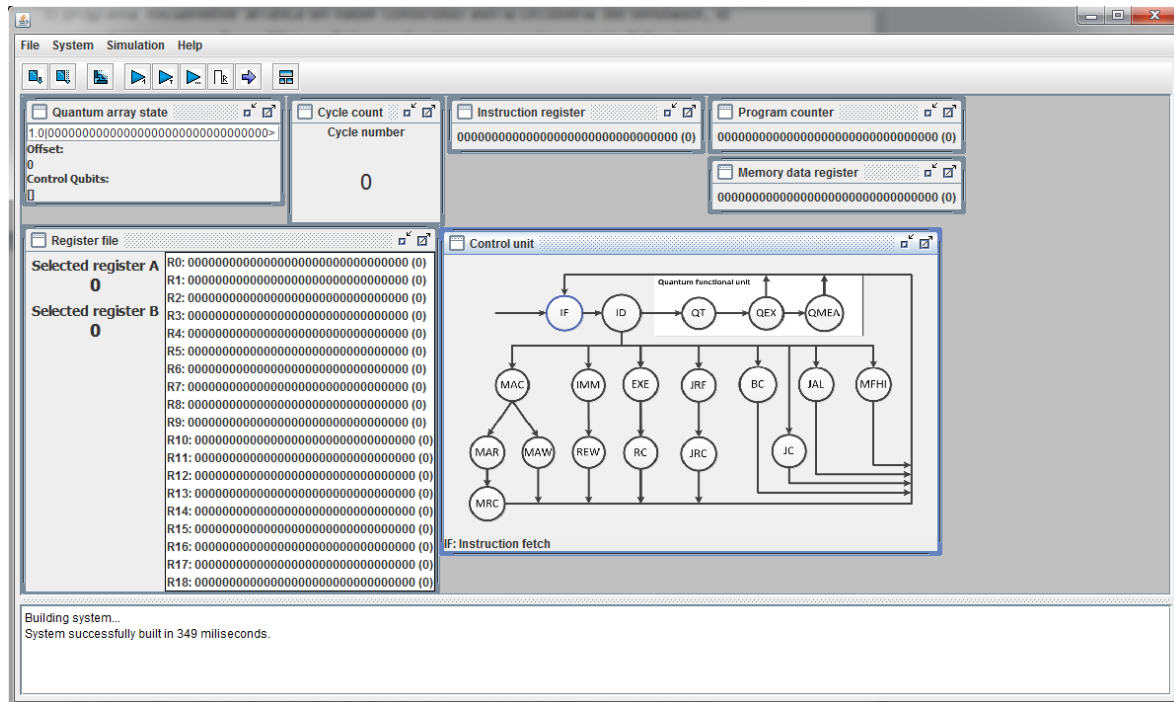 File System Simulation Help
Quantum array state
1.0|00000000000000000000000000000000>
Offset:
0
Control Qubits:
[]
Cycle count
Cycle number
0
Instruction register
00000000000000000000000000000000 (0)
Program counter
00000000000000000000000000000000 (0)
Memory data register
00000000000000000000000000000000 (0)
Register file
Selected register A
0
Selected register B
0
R0: 00000000000000000000000000000000 (0)
R1: 00000000000000000000000000000000 (0)
R2: 00000000000000000000000000000000 (0)
R3: 00000000000000000000000000000000 (0)
R4: 00000000000000000000000000000000 (0)
R5: 00000000000000000000000000000000 (0)
R6: 00000000000000000000000000000000 (0)
R7: 00000000000000000000000000000000 (0)
R8: 00000000000000000000000000000000 (0)
R9: 00000000000000000000000000000000 (0)
R10: 00000000000000000000000000000000 (0)
R11: 00000000000000000000000000000000 (0)
R12: 00000000000000000000000000000000 (0)
R13: 00000000000000000000000000000000 (0)
R14: 00000000000000000000000000000000 (0)
R15: 00000000000000000000000000000000 (0)
R16: 00000000000000000000000000000000 (0)
R17: 00000000000000000000000000000000 (0)
R18: 00000000000000000000000000000000 (0)
Control unit
Quantum functional unit
IF ID QT QEX QMEA
MAC IMM EXE JRF BC JAL MFHI
MAR MAW REW RC JRC JC
MRC
IF: Instruction fetch
Building system...
System successfully built in 349 miliseconds.